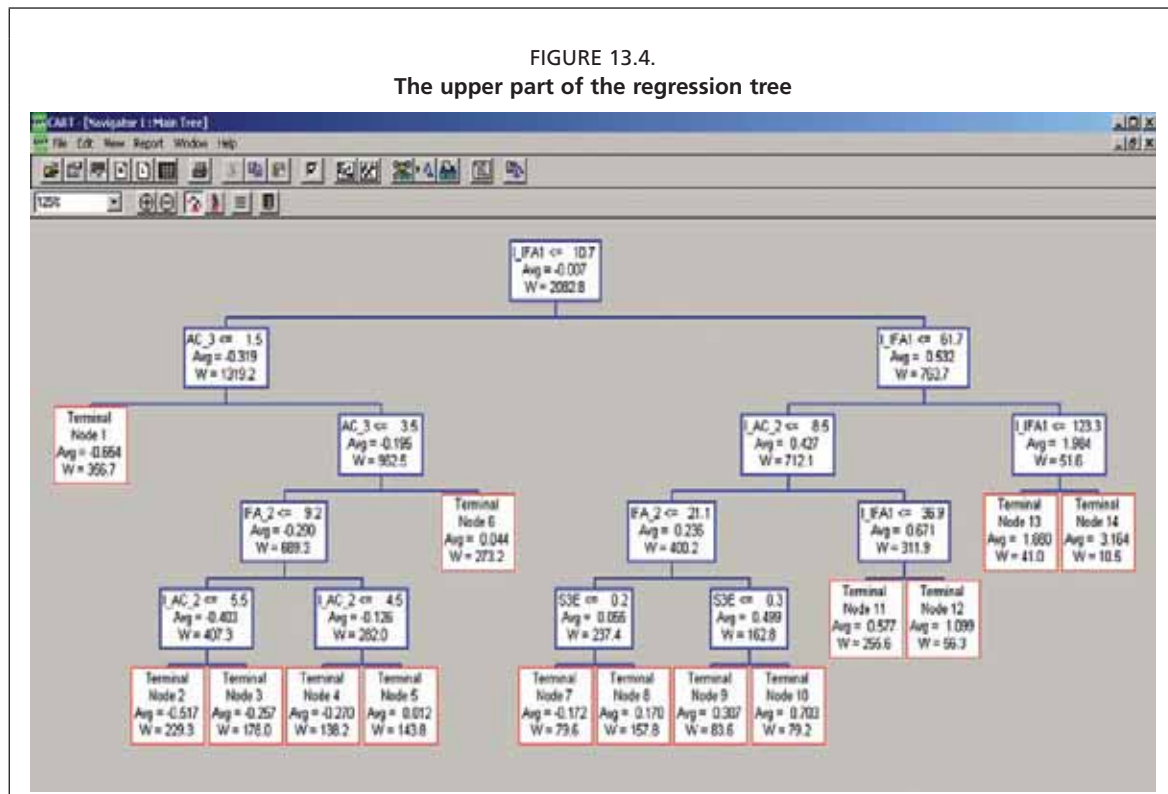 FIGURE 13.4.
The upper part of the regression tree
CART - [Navigator 1 : Main Tree]
File Edit View Report Window Help
125%
I_IFA1 <= 10.7
Avg = -0.007
W = 2082.8
AC_3 <= 1.5
Avg = -0.319
W = 1319.2
I_IFA1 <= 61.7
Avg = 0.532
W = 763.7
Terminal
Node 1
Avg = -0.664
W = 356.7
AC_3 <= 3.5
Avg = -0.195
W = 962.5
I_AC_2 <= 8.5
Avg = 0.427
W = 712.1
I_IFA1 <= 123.3
Avg = 1.984
W = 51.6
IFA_2 <= 9.2
Avg = -0.290
W = 689.3
Terminal
Node 6
Avg = 0.044
W = 273.2
IFA_2 <= 21.1
Avg = 0.236
W = 400.2
I_IFA1 <= 36.9
Avg = 0.671
W = 311.9
Terminal
Node 13
Avg = 1.680
W = 41.0
Terminal
Node 14
Avg = 3.164
W = 10.6
I_AC_2 <= 5.5
Avg = -0.403
W = 407.3
I_AC_2 <= 4.5
Avg = -0.126
W = 282.0
S3E <= 0.2
Avg = 0.056
W = 237.4
S3E <= 0.3
Avg = 0.499
W = 162.8
Terminal
Node 11
Avg = 0.577
W = 255.6
Terminal
Node 12
Avg = 1.099
W = 56.3
Terminal
Node 2
Avg = -0.517
W = 229.3
Terminal
Node 3
Avg = -0.257
W = 178.0
Terminal
Node 4
Avg = -0.270
W = 138.2
Terminal
Node 5
Avg = 0.012
W = 143.8
Terminal
Node 7
Avg = -0.172
W = 79.6
Terminal
Node 8
Avg = 0.170
W = 157.8
Terminal
Node 9
Avg = 0.307
W = 83.6
Terminal
Node 10
Avg = 0.703
W = 79.2